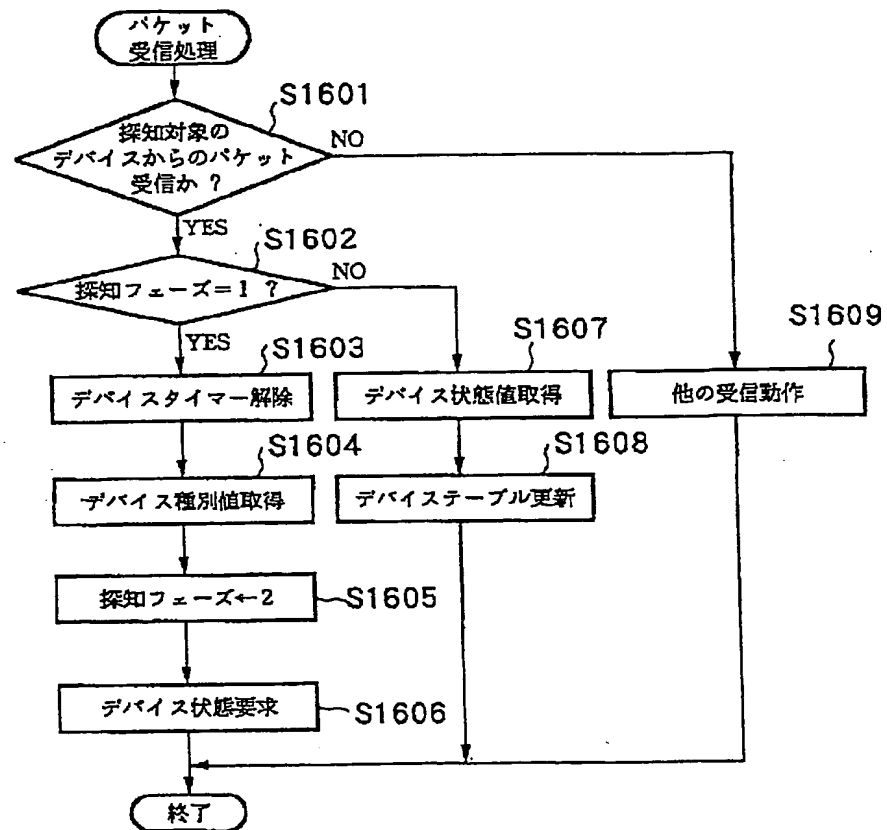 パケット
受信処理
S1601
探知対象の
デバイスからのパケット
受信か ?
NO
YES
S1602
探知フェーズ=1 ?
NO
YES
S1603
デバイスタイマー解除
S1607
デバイス状態値取得
S1609
他の受信動作
S1604
デバイス種別値取得
S1608
デバイステーブル更新
探知フェーズ←2
S1605
デバイス状態要求
S1606
終了